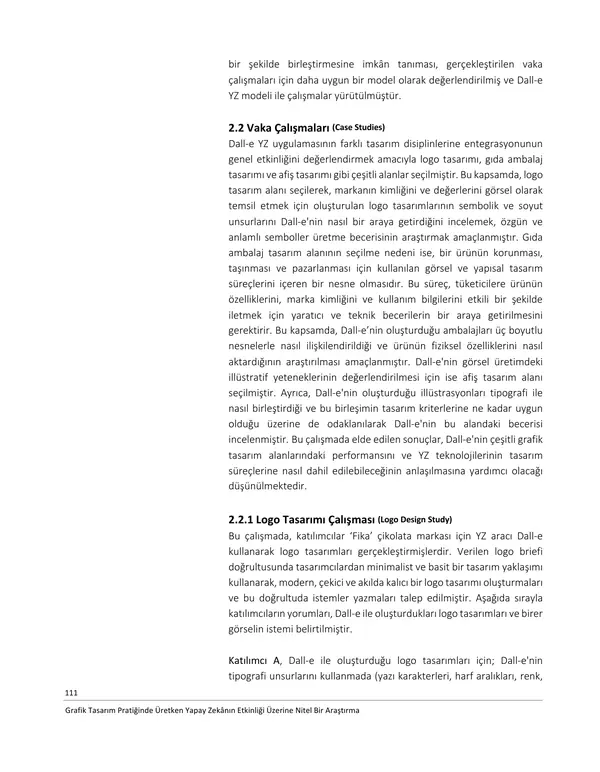 bir şekilde birleştirmesine imkân tanıması, gerçekleştirilen vaka
çalışmaları için daha uygun bir model olarak değerlendirilmiş ve Dall-e
YZ modeli ile çalışmalar yürütülmüştür.
2.2 Vaka Çalışmaları (Case Studies)
Dall-e YZ uygulamasının farklı tasarım disiplinlerine entegrasyonunun
genel etkinliğini değerlendirmek amacıyla logo tasarımı, gıda ambalaj
tasarımı ve afiş tasarımı gibi çeşitli alanlar seçilmiştir. Bu kapsamda, logo
tasarım alanı seçilerek, markanın kimliğini ve değerlerini görsel olarak
temsil etmek için oluşturulan logo tasarımlarının sembolik ve soyut
unsurlarını Dall-e'nin nasıl bir araya getirdiğini incelemek, özgün ve
anlamlı semboller üretme becerisinin araştırmak amaçlanmıştır. Gıda
ambalaj tasarım alanının seçilme nedeni ise, bir ürünün korunması,
taşınması ve pazarlanması için kullanılan görsel ve yapısal tasarım
süreçlerini içeren bir nesne olmasıdır. Bu süreç, tüketicilere ürünün
özelliklerini, marka kimliğini ve kullanım bilgilerini etkili bir şekilde
iletmek için yaratıcı ve teknik becerilerin bir araya getirilmesini
gerektirir. Bu kapsamda, Dall-e’nin oluşturduğu ambalajları üç boyutlu
nesnelerle nasıl ilişkilendirildiği ve ürünün fiziksel özelliklerini nasıl
aktardığının araştırılması amaçlanmıştır. Dall-e'nin görsel üretimdeki
illüstratif yeteneklerinin değerlendirilmesi için ise afiş tasarım alanı
seçilmiştir. Ayrıca, Dall-e'nin oluşturduğu illüstrasyonları tipografi ile
nasıl birleştirdiği ve bu birleşimin tasarım kriterlerine ne kadar uygun
olduğu üzerine de odaklanılarak Dall-e'nin bu alandaki becerisi
incelenmiştir. Bu çalışmada elde edilen sonuçlar, Dall-e'nin çeşitli grafik
tasarım alanlarındaki performansını ve YZ teknolojilerinin tasarım
süreçlerine nasıl dahil edilebileceğinin anlaşılmasına yardımcı olacağı
düşünülmektedir.
2.2.1 Logo Tasarımı Çalışması (Logo Design Study)
Bu çalışmada, katılımcılar ‘Fika’ çikolata markası için YZ aracı Dall-e
kullanarak logo tasarımları gerçekleştirmişlerdir. Verilen logo briefi
doğrultusunda tasarımcılardan minimalist ve basit bir tasarım yaklaşımı
kullanarak, modern, çekici ve akılda kalıcı bir logo tasarımı oluşturmaları
ve bu doğrultuda istemler yazmaları talep edilmiştir. Aşağıda sırayla
katılımcıların yorumları, Dall-e ile oluşturdukları logo tasarımları ve birer
görselin istemi belirtilmiştir.
Katılımcı A, Dall-e ile oluşturduğu logo tasarımları için; Dall-e'nin
tipografi unsurlarını kullanmada (yazı karakterleri, harf aralıkları, renk,
111
Grafik Tasarım Pratiğinde Üretken Yapay Zekânın Etkinliği Üzerine Nitel Bir Araştırma